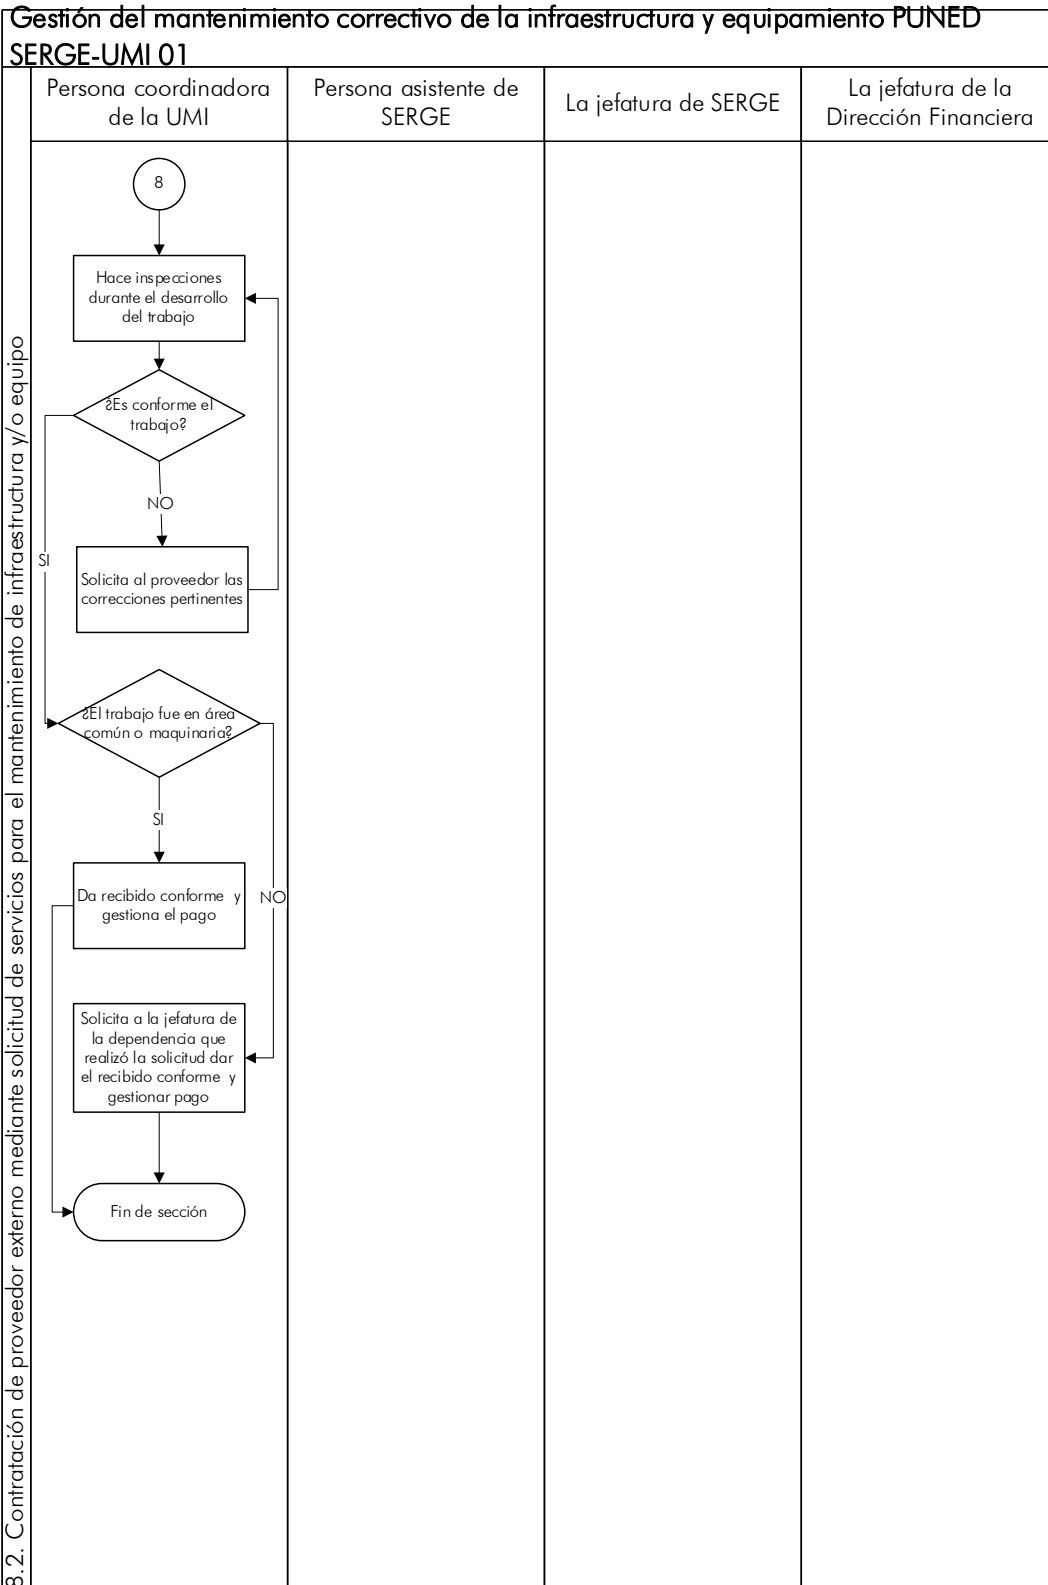 Gestión del mantenimiento correctivo de la infraestructura y equipamiento PUNED
SERGE-UMI 01
Persona coordinadora
de la UMI
Persona asistente de
SERGE
La jefatura de SERGE
La jefatura de la
Dirección Financiera
8.2. Contratación de proveedor externo mediante solicitud de servicios para el mantenimiento de infraestructura y/o equipo
8
Hace inspecciones
durante el desarrollo
del trabajo
¿Es conforme el
trabajo?
NO
SI
Solicita al proveedor las
correcciones pertinentes
¿El trabajo fue en área
común o maquinaria?
SI
NO
Da recibido conforme y
gestiona el pago
Solicita a la jefatura de
la dependencia que
realizó la solicitud dar
el recibido conforme y
gestionar pago
Fin de sección